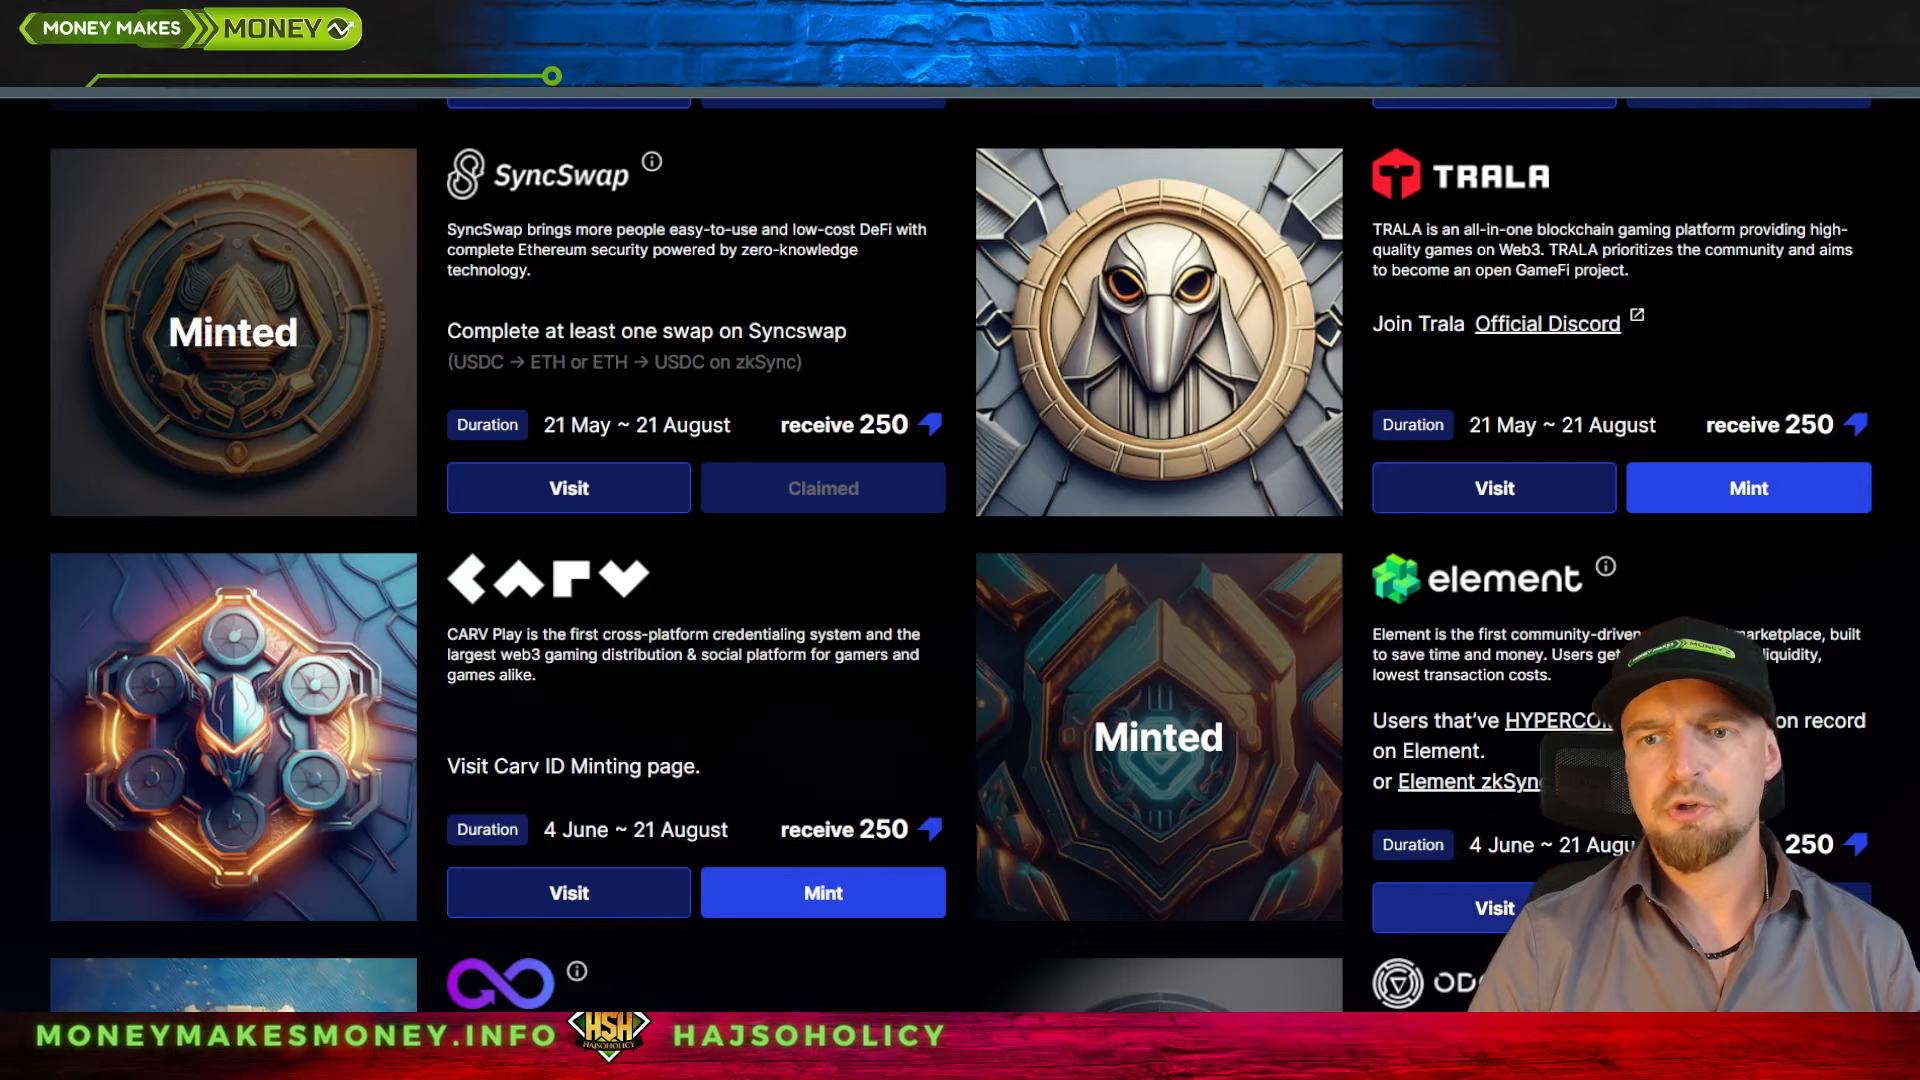 MONEY MAKES MONEY
SyncSwap
SyncSwap brings more people easy-to-use and low-cost DeFi with
complete Ethereum security powered by zero-knowledge
technology.
Complete at least one swap on Syncswap
(USDC → ETH or ETH → USDC on zkSync)
Duration 21 May ~ 21 August receive 250
Visit Claimed
Minted
TRALA
TRALA is an all-in-one blockchain gaming platform providing high-
quality games on Web3. TRALA prioritizes the community and aims
to become an open GameFi project.
Join Trala Official Discord
Duration 21 May ~ 21 August receive 250
Visit Mint
CARV
CARV Play is the first cross-platform credentialing system and the
largest web3 gaming distribution & social platform for gamers and
games alike.
Visit Carv ID Minting page.
Duration 4 June ~ 21 August receive 250
Visit Mint
Minted
element
Element is the first community-driven marketplace, built
to save time and money. Users get liquidity,
lowest transaction costs.
Users that've on record
on Element.
or Element zkSync
Duration 4 June ~ 21 Augu 250
Visit
MONEYMAKESMONEY.INFO HSH HAJSOHOLICY HAJSOHOLICY